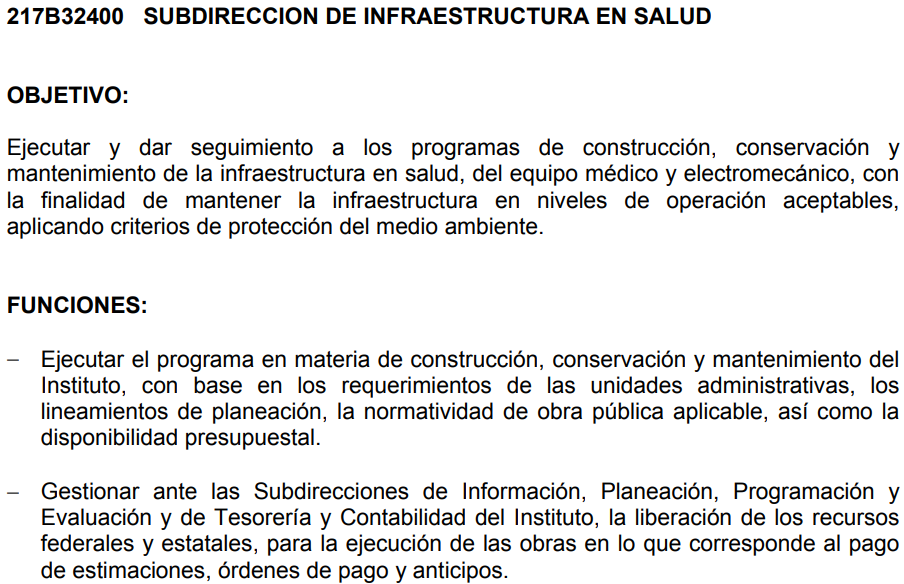 217B32400 SUBDIRECCION DE INFRAESTRUCTURA EN SALUD
OBJETIVO:
Ejecutar y dar seguimiento a los programas de construcción, conservación y
mantenimiento de la infraestructura en salud, del equipo médico y electromecánico, con
la finalidad de mantener la infraestructura en niveles de operación aceptables,
aplicando criterios de protección del medio ambiente.
FUNCIONES:
– Ejecutar el programa en materia de construcción, conservación y mantenimiento del
Instituto, con base en los requerimientos de las unidades administrativas, los
lineamientos de planeación, la normatividad de obra pública aplicable, así como la
disponibilidad presupuestal.
– Gestionar ante las Subdirecciones de Información, Planeación, Programación y
Evaluación y de Tesorería y Contabilidad del Instituto, la liberación de los recursos
federales y estatales, para la ejecución de las obras en lo que corresponde al pago
de estimaciones, órdenes de pago y anticipos.